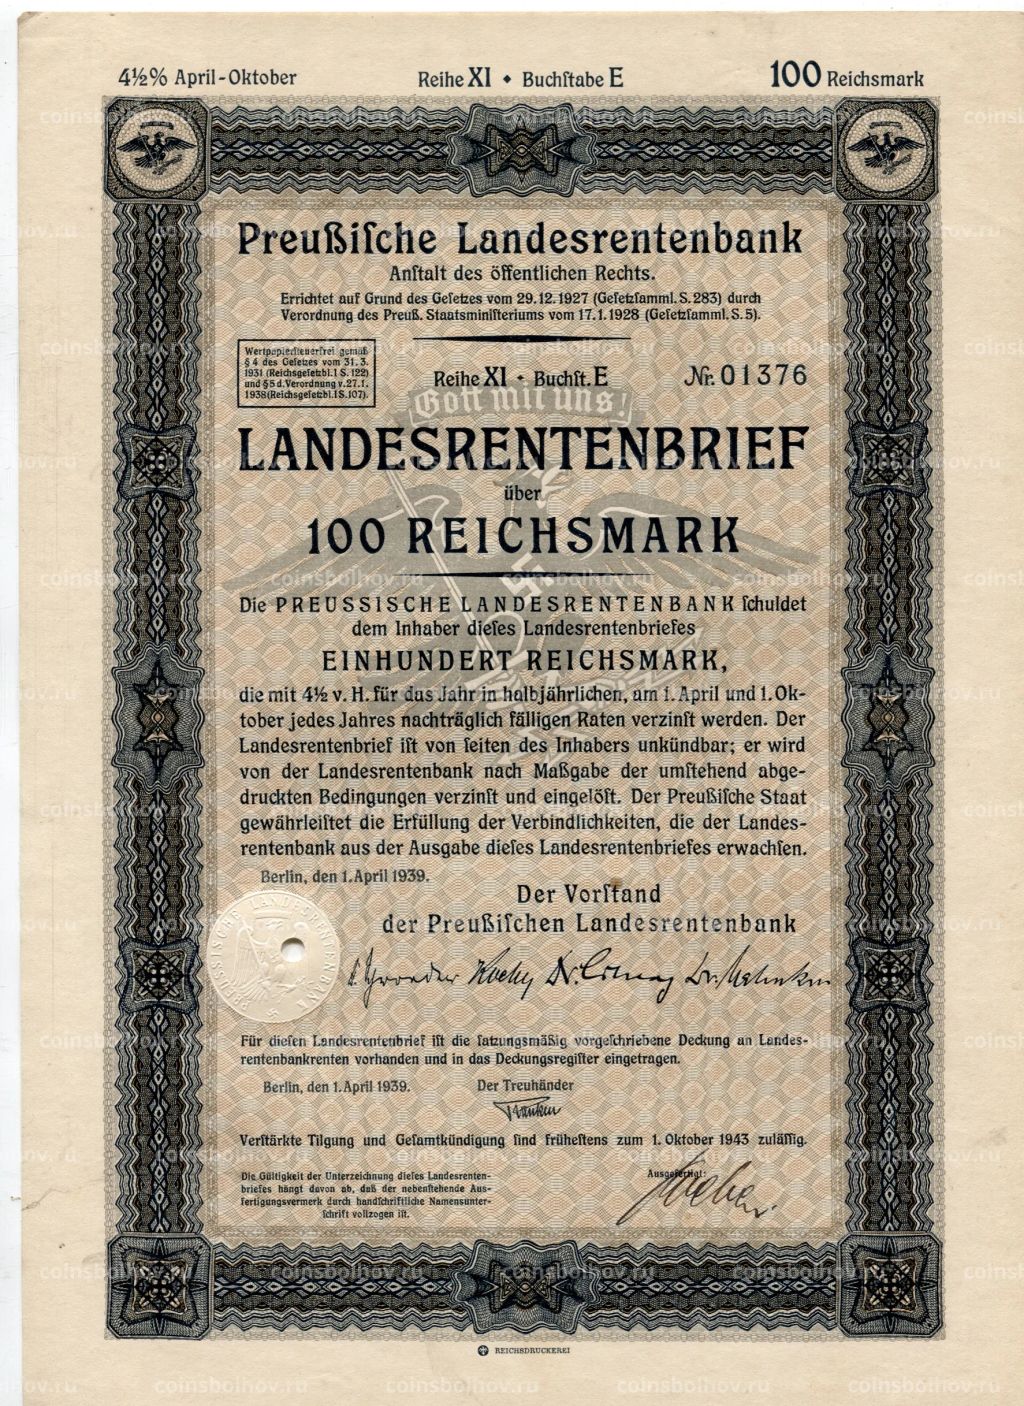 4½% April-Oktober
Reihe XI • Buchſtabe E
100 Reichsmark
Preußiſche Landesrentenbank
Anſtalt des öffentlichen Rechts.
Errichtet auf Grund des Geſetzes vom 29.12.1927 (Geſetzſamml. S. 283) durch
Verordnung des Preuß. Staatsminiſteriums vom 17.1.1928 (Geſetzſamml. S. 5).
Wertpapierſteuerfrei gemäß
§ 4 des Geſetzes vom 31. 3.
1931 (Reichsgeſetzbl. I S. 122)
und § 5 d. Verordnung v. 27. 1.
1938 (Reichsgeſetzbl. I S. 107).
Reihe XI • Buchſt. E
Nr. 01376
Gott mit uns!
LANDESRENTENBRIEF
über
100 REICHSMARK
Die PREUSSISCHE LANDESRENTENBANK ſchuldet
dem Inhaber dieſes Landesrentenbriefes
EINHUNDERT REICHSMARK,
die mit 4½ v. H. für das Jahr in halbjährlichen, am 1. April und 1. Ok-
tober jedes Jahres nachträglich fälligen Raten verzinſt werden. Der
Landesrentenbrief iſt von ſeiten des Inhabers unkündbar; er wird
von der Landesrentenbank nach Maßgabe der umſtehend abge-
druckten Bedingungen verzinſt und eingelöſt. Der Preußiſche Staat
gewährleiſtet die Erfüllung der Verbindlichkeiten, die der Landes-
rentenbank aus der Ausgabe dieſes Landesrentenbriefes erwachſen.
Berlin, den 1. April 1939.
Der Vorſtand
der Preußiſchen Landesrentenbank
PREUSSISCHE LANDESRENTENBANK
Für dieſen Landesrentenbrief iſt die ſatzungsmäßig vorgeſchriebene Deckung an Landes-
rentenbankrenten vorhanden und in das Deckungsregiſter eingetragen.
Berlin, den 1. April 1939.
Der Treuhänder
Verſtärkte Tilgung und Geſamtkündigung ſind früheſtens zum 1. Oktober 1943 zuläſſig.
Die Gültigkeit der Unterzeichnung dieſes Landesrenten-
briefes hängt davon ab, daß der nebenſtehende Aus-
fertigungsvermerk durch handſchriftliche Namensunter-
ſchrift vollzogen iſt.
Ausgefertigt:
REICHSDRUCKEREI
coinsbolhov.ru